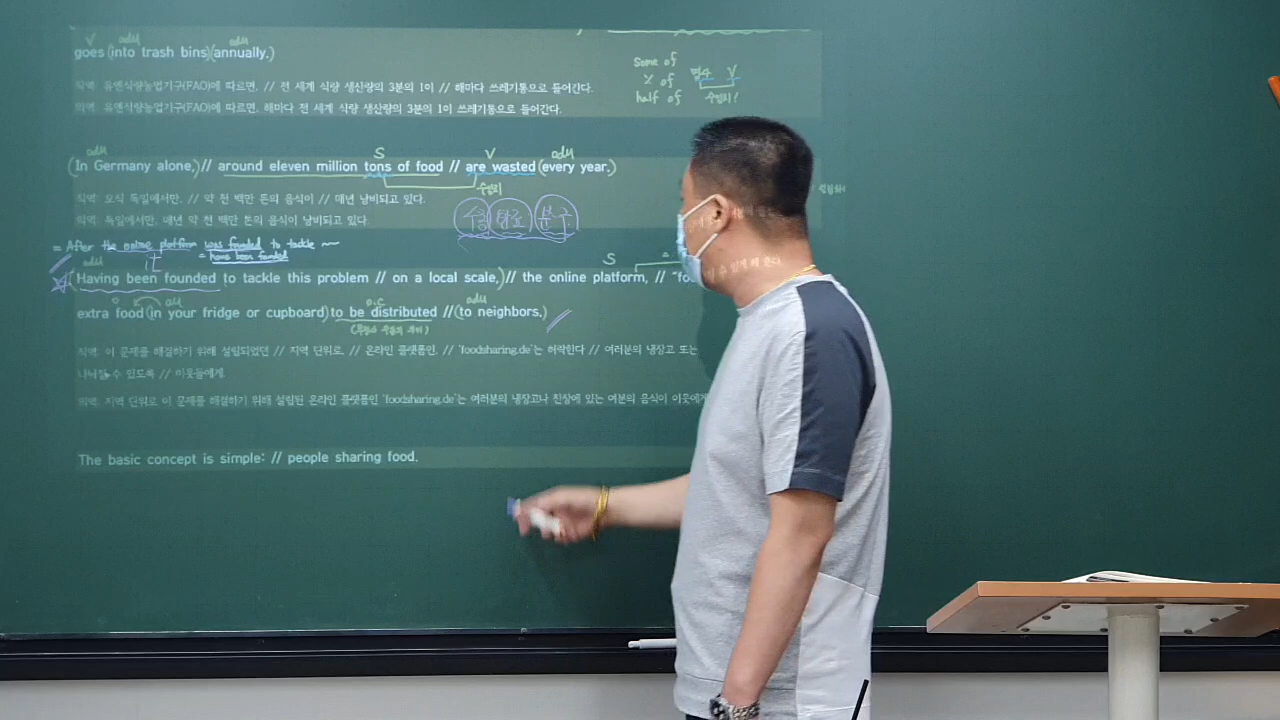 v adu adu
goes (into trash bins)(annually.)
직역: 유엔식량농업기구(FAO)에 따르면, // 전 세계 식량 생산량의 3분의 1이 // 해마다 쓰레기통으로 들어간다.
의역: 유엔식량농업기구(FAO)에 따르면, 해마다 전 세계 식량 생산량의 3분의 1이 쓰레기통으로 들어간다.
Some of
% of 명수 V
half of 수일치!
adu S V adu
(In Germany alone,)// around eleven million tons of food // are wasted (every year.)
수일치
직역: 오직 독일에서만, // 약 천 백만 톤의 음식이 // 매년 낭비되고 있다.
의역: 독일에서만, 매년 약 천 백만 톤의 음식이 낭비되고 있다.
수동 완료 분구
= After the online platform was founded to tackle
it = have been founded
adu S =
(Having been founded to tackle this problem // on a local scale,)// the online platform, //
o adu o.c adu
extra food (in your fridge or cupboard) to be distributed //(to neighbors.)
직역: 이 문제를 해결하기 위해 설립되었던 // 지역 단위로 // 온라인 플랫폼인, // 'foodsharing.de'는 허락한다 // 여러분의 냉장고 또는
나눠질 수 있도록 // 이웃들에게.
의역: 지역 단위로 이 문제를 해결하기 위해 설립된 온라인 플랫폼인 'foodsharing.de'는 여러분의 냉장고나 찬장에 있는 여분의 음식이 이웃에게
The basic concept is simple: // people sharing food.